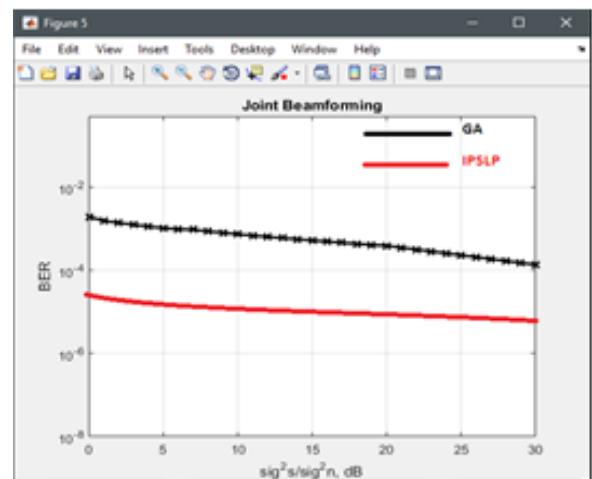 Figure 5
File Edit View Insert Tools Desktop Window Help
Joint Beamforming
GA
IPSLP
10-2
10-4
10-6
10-8
BER
0 5 10 15 20 25 30
sig2s/sig2n, dB